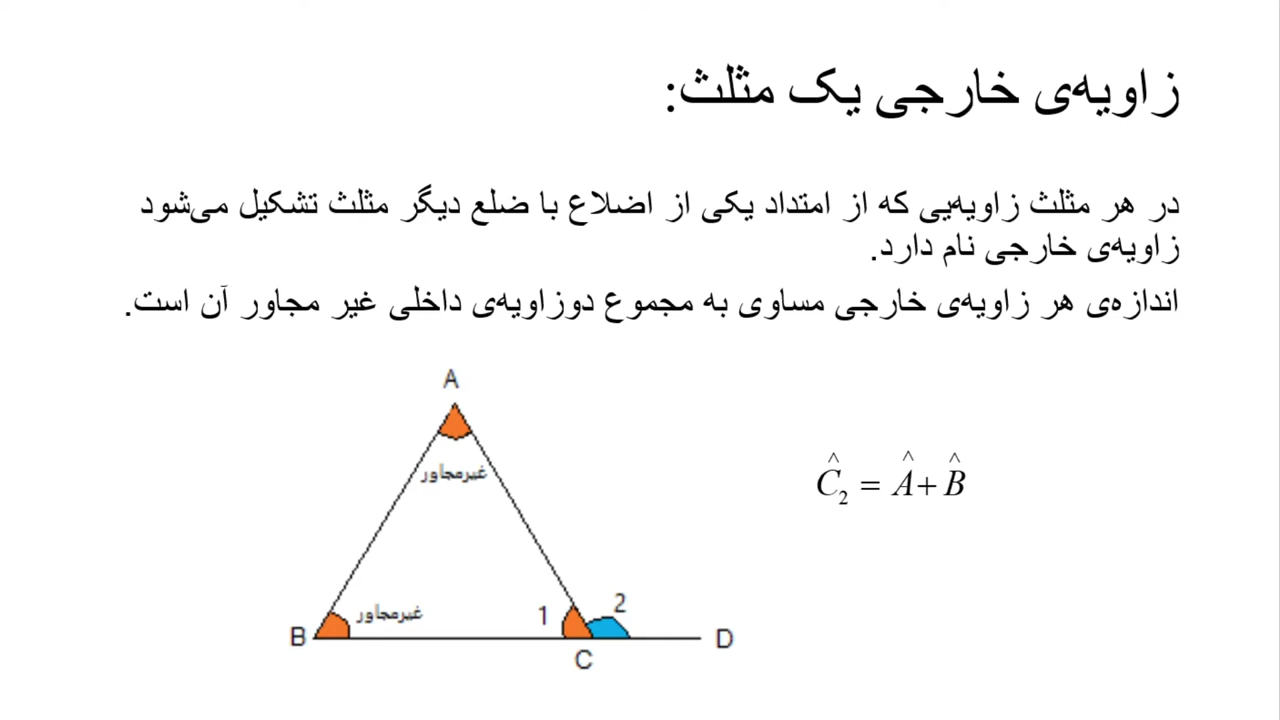 زاویه‌ی خارجی یک مثلث:
در هر مثلث زاویه‌یی که از امتداد یکی از اضلاع با ضلع دیگر مثلث تشکیل می‌شود
زاویه‌ی خارجی نام دارد.
اندازه‌ی هر زاویه‌ی خارجی مساوی به مجموع دوزاویه‌ی داخلی غیر مجاور آن است.
A
غیرمجاور
Ĉ₂ = Â + B̂
غیرمجاور
1
2
B
C
D